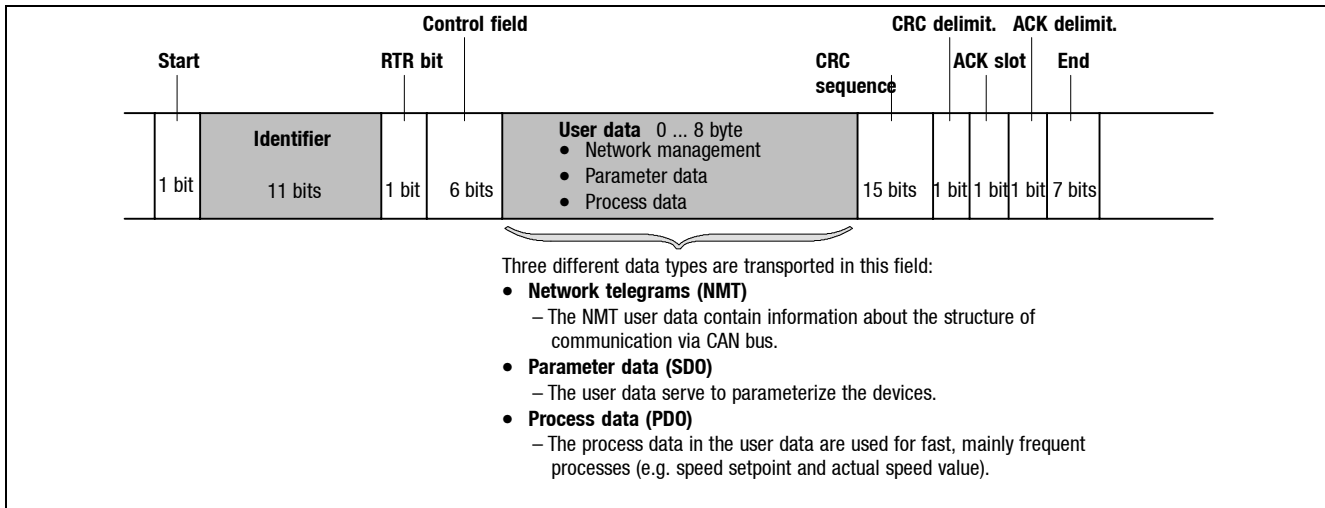 Control field
CRC delimit. ACK delimit.
Start
RTR bit
CRC
sequence
ACK slot
End
Identifier
User data 0 ... 8 byte
• Network management
• Parameter data
• Process data
1 bit
11 bits
1 bit
6 bits
15 bits
1 bit
1 bit
1 bit
7 bits
Three different data types are transported in this field:
• Network telegrams (NMT)
– The NMT user data contain information about the structure of
communication via CAN bus.
• Parameter data (SDO)
– The user data serve to parameterize the devices.
• Process data (PDO)
– The process data in the user data are used for fast, mainly frequent
processes (e.g. speed setpoint and actual speed value).